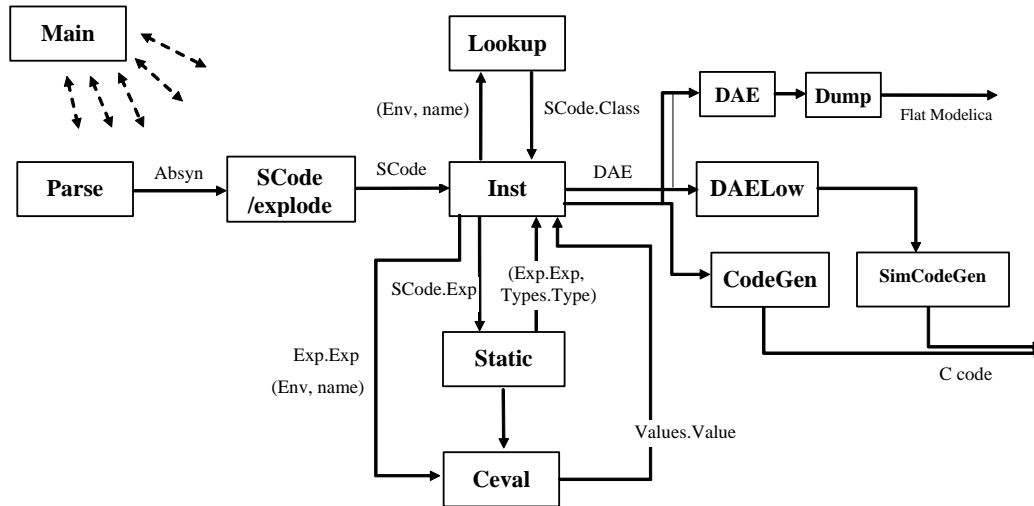 Main
Lookup
(Env, name)
SCode.Class
DAE
Dump
Flat Modelica
Parse
Absyn
SCode
/explode
SCode
Inst
DAE
DAELow
SCode.Exp
(Exp.Exp,
Types.Type)
CodeGen
SimCodeGen
Exp.Exp
(Env, name)
Static
C code
Values.Value
Ceval